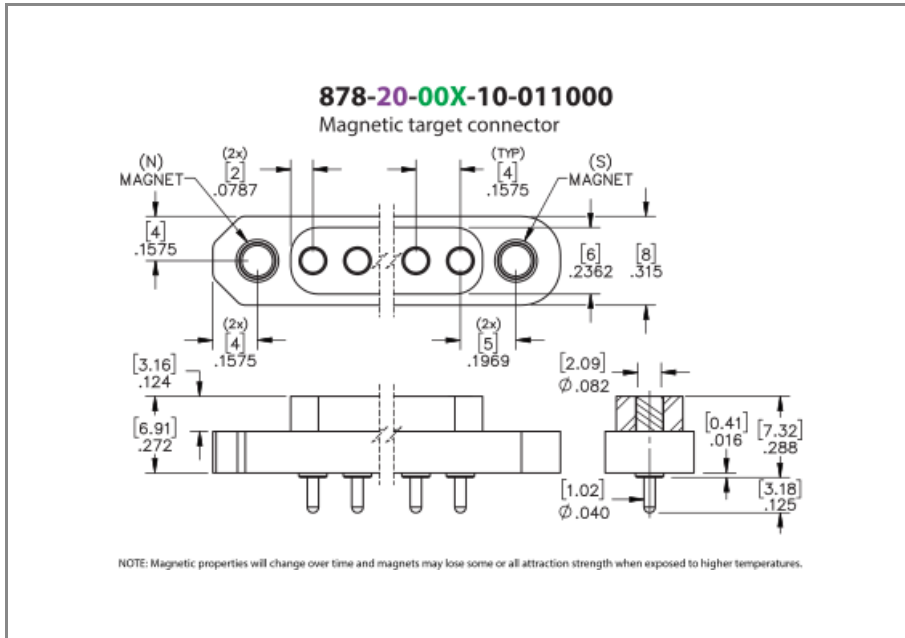 878-20-00X-10-011000
Magnetic target connector
(N)
MAGNET
(2x)
[2]
.0787
(TYP)
[4]
.1575
(S)
MAGNET
[4]
.1575
[6]
.2362
[8]
.315
(2x)
[4]
.1575
(2x)
[5]
.1969
[3.16]
.124
[6.91]
.272
[2.09]
Ø.082
[0.41]
.016
[7.32]
.288
[1.02]
Ø.040
[3.18]
.125
NOTE: Magnetic properties will change over time and magnets may lose some or all attraction strength when exposed to higher temperatures.